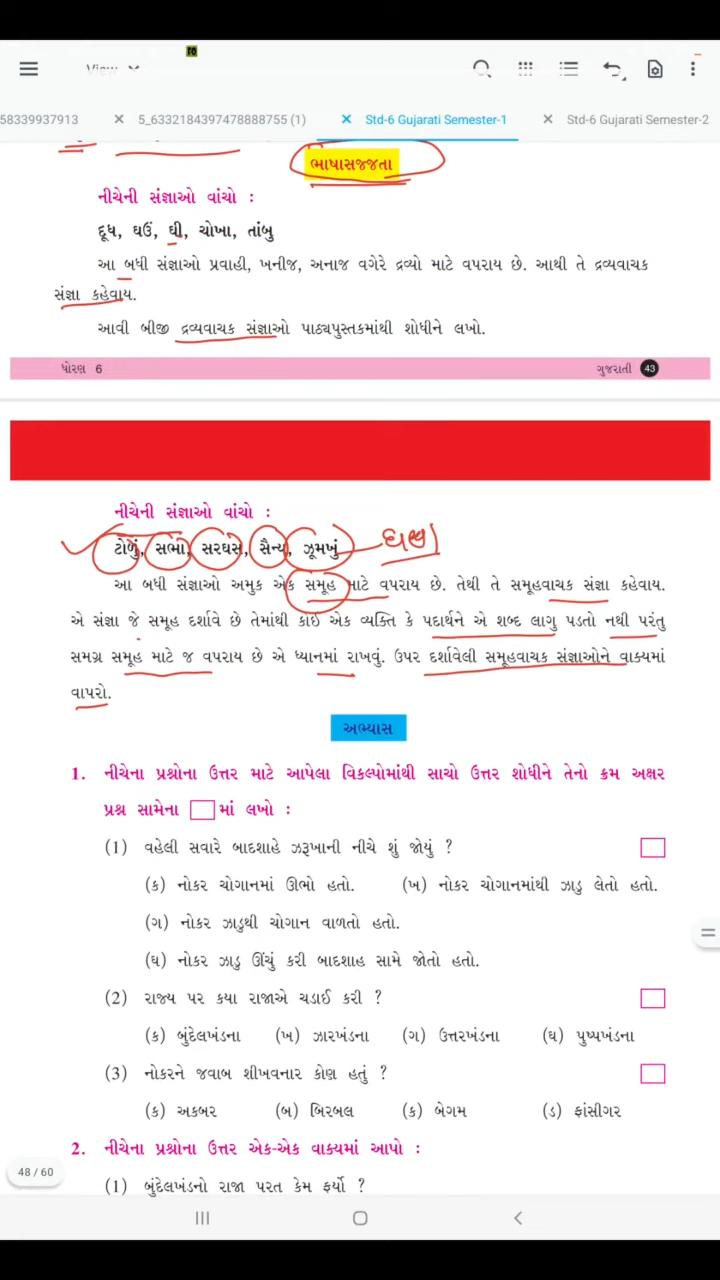 View
58339937913 × 5_6332184397478888755 (1) × Std-6 Gujarati Semester-1 × Std-6 Gujarati Semester-2
ભાષાસજ્જતા
નીચેની સંજ્ઞાઓ વાંચો :
દૂધ, ઘઉં, ઘી, ચોખા, તાંબુ
આ બધી સંજ્ઞાઓ પ્રવાહી, ખનીજ, અનાજ વગેરે દ્રવ્યો માટે વપરાય છે. આથી તે દ્રવ્યવાચક
સંજ્ઞા કહેવાય.
આવી બીજી દ્રવ્યવાચક સંજ્ઞાઓ પાઠ્યપુસ્તકમાંથી શોધીને લખો.
ધોરણ 6 ગુજરાતી 43
નીચેની સંજ્ઞાઓ વાંચો :
ટોળું, સભા, સરઘસ, સૈન્ય, ઝૂમખું
આ બધી સંજ્ઞાઓ અમુક એક સમૂહ માટે વપરાય છે. તેથી તે સમૂહવાચક સંજ્ઞા કહેવાય.
એ સંજ્ઞા જે સમૂહ દર્શાવે છે તેમાંથી કોઈ એક વ્યક્તિ કે પદાર્થને એ શબ્દ લાગુ પડતો નથી પરંતુ
સમગ્ર સમૂહ માટે જ વપરાય છે એ ધ્યાનમાં રાખવું. ઉપર દર્શાવેલી સમૂહવાચક સંજ્ઞાઓને વાક્યમાં
વાપરો.
અભ્યાસ
1. નીચેના પ્રશ્નોના ઉત્તર માટે આપેલા વિકલ્પોમાંથી સાચો ઉત્તર શોધીને તેનો ક્રમ અક્ષર
પ્રશ્ન સામેના માં લખો :
(1) વહેલી સવારે બાદશાહે ઝરૂખાની નીચે શું જોયું ?
(ક) નોકર ચોગાનમાં ઊભો હતો. (ખ) નોકર ચોગાનમાંથી ઝાડુ લેતો હતો.
(ગ) નોકર ઝાડુથી ચોગાન વાળતો હતો.
(ઘ) નોકર ઝાડુ ઊંચું કરી બાદશાહ સામે જોતો હતો.
(2) રાજ્ય પર કયા રાજાએ ચડાઈ કરી ?
(ક) બુંદેલખંડના (ખ) ઝારખંડના (ગ) ઉત્તરખંડના (ઘ) પુષ્પખંડના
(3) નોકરને જવાબ શીખવનાર કોણ હતું ?
(ક) અકબર (બ) બિરબલ (ક) બેગમ (ડ) ફાંસીગર
2. નીચેના પ્રશ્નોના ઉત્તર એક-એક વાક્યમાં આપો :
48 / 60
(1) બુંદેલખંડનો રાજા પરત કેમ ફર્યો ?